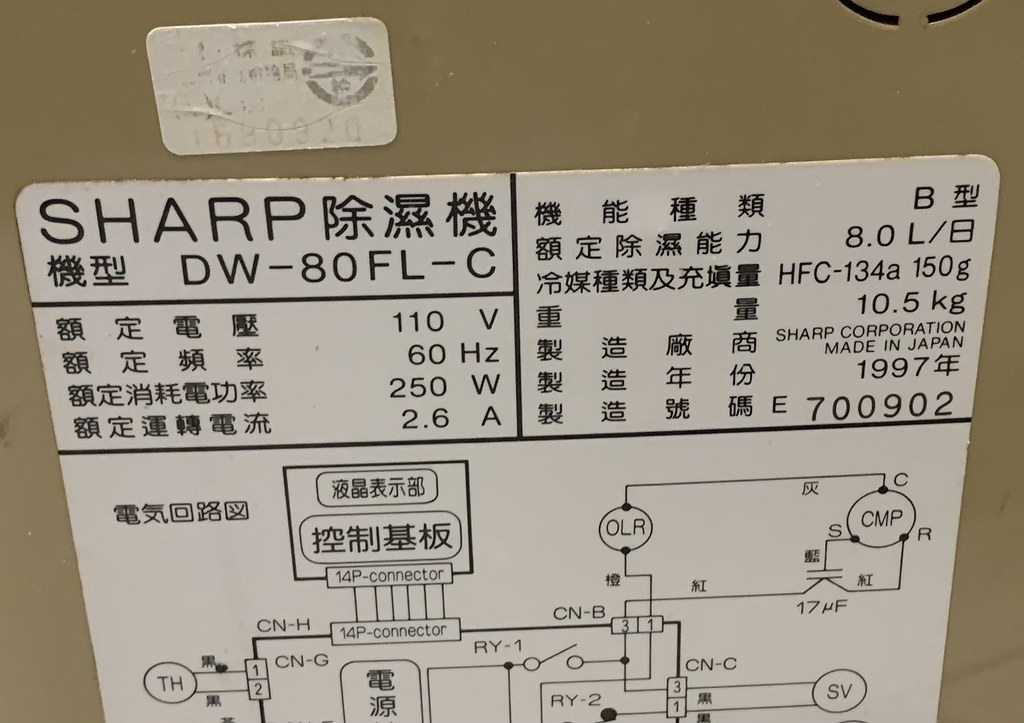 標識
SHARP 除濕機
機型 DW-80FL-C
額定電壓 110 V
額定頻率 60 Hz
額定消耗電功率 250 W
額定運轉電流 2.6 A
機能種類 B 型
額定除濕能力 8.0 L/日
冷媒種類及充填量 HFC-134a 150g
重量 10.5 kg
製造廠商 SHARP CORPORATION
MADE IN JAPAN
製造年份 1997年
製造號碼 E 700902
電気回路図
液晶表示部
控制基板
14P-connector
14P-connector
CN-H
CN-G
TH
黒
黒
1
2
電源
OLR
橙
灰
C
CMP
S
R
藍
紅
紅
17μF
CN-B
3 1
RY-1
RY-2
CN-C
3
1
黒
黒
SV